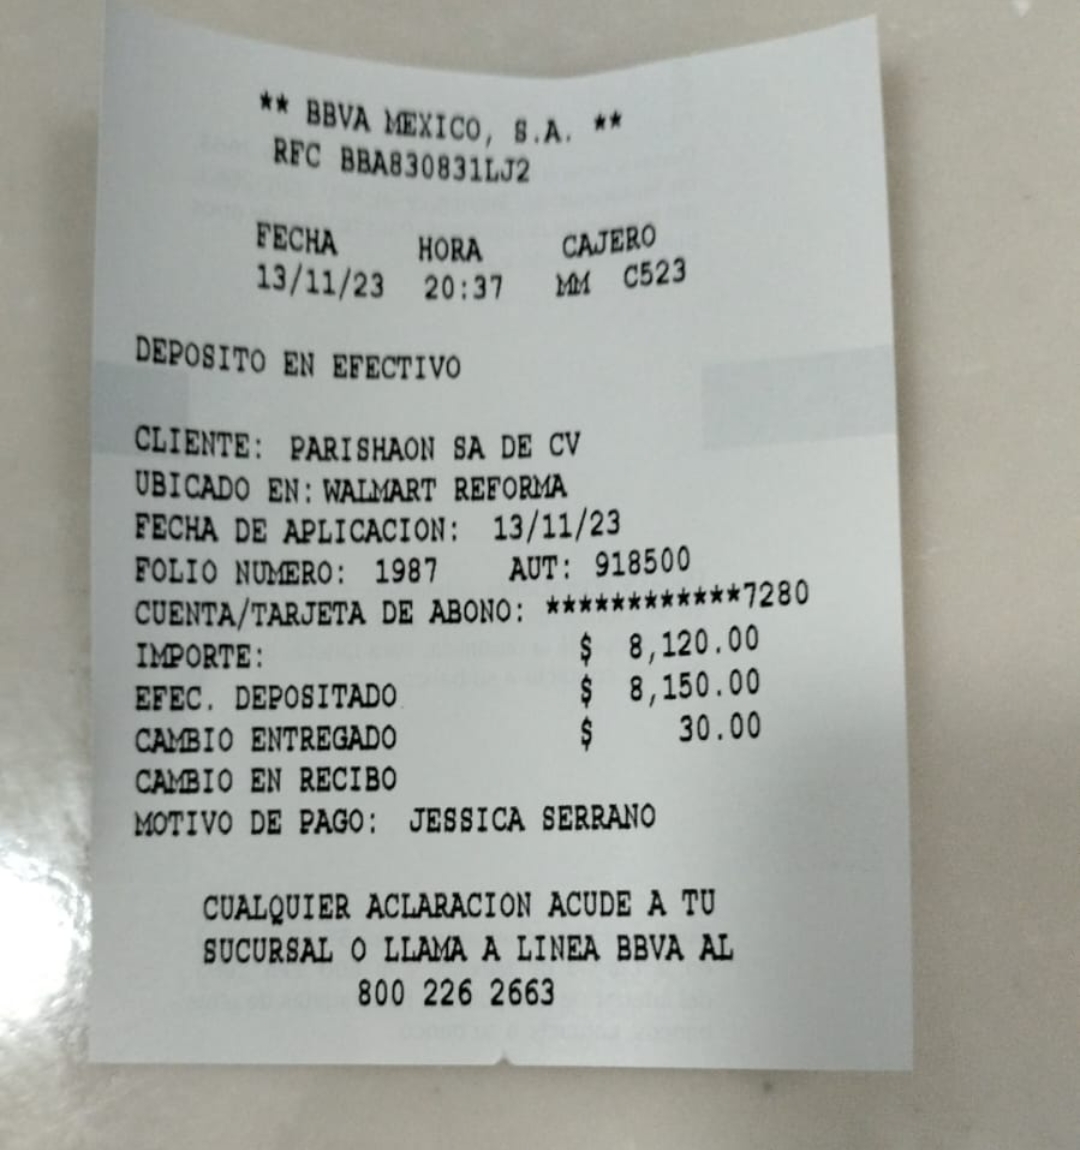 ** BBVA MEXICO, S.A. **
RFC BBA830831LJ2
FECHA HORA CAJERO
13/11/23 20:37 MM C523
DEPOSITO EN EFECTIVO
CLIENTE: PARISHAON SA DE CV
UBICADO EN: WALMART REFORMA
FECHA DE APLICACION: 13/11/23
FOLIO NUMERO: 1987 AUT: 918500
CUENTA/TARJETA DE ABONO: ************7280
IMPORTE: $ 8,120.00
EFEC. DEPOSITADO $ 8,150.00
CAMBIO ENTREGADO $ 30.00
CAMBIO EN RECIBO
MOTIVO DE PAGO: JESSICA SERRANO
CUALQUIER ACLARACION ACUDE A TU
SUCURSAL O LLAMA A LINEA BBVA AL
800 226 2663